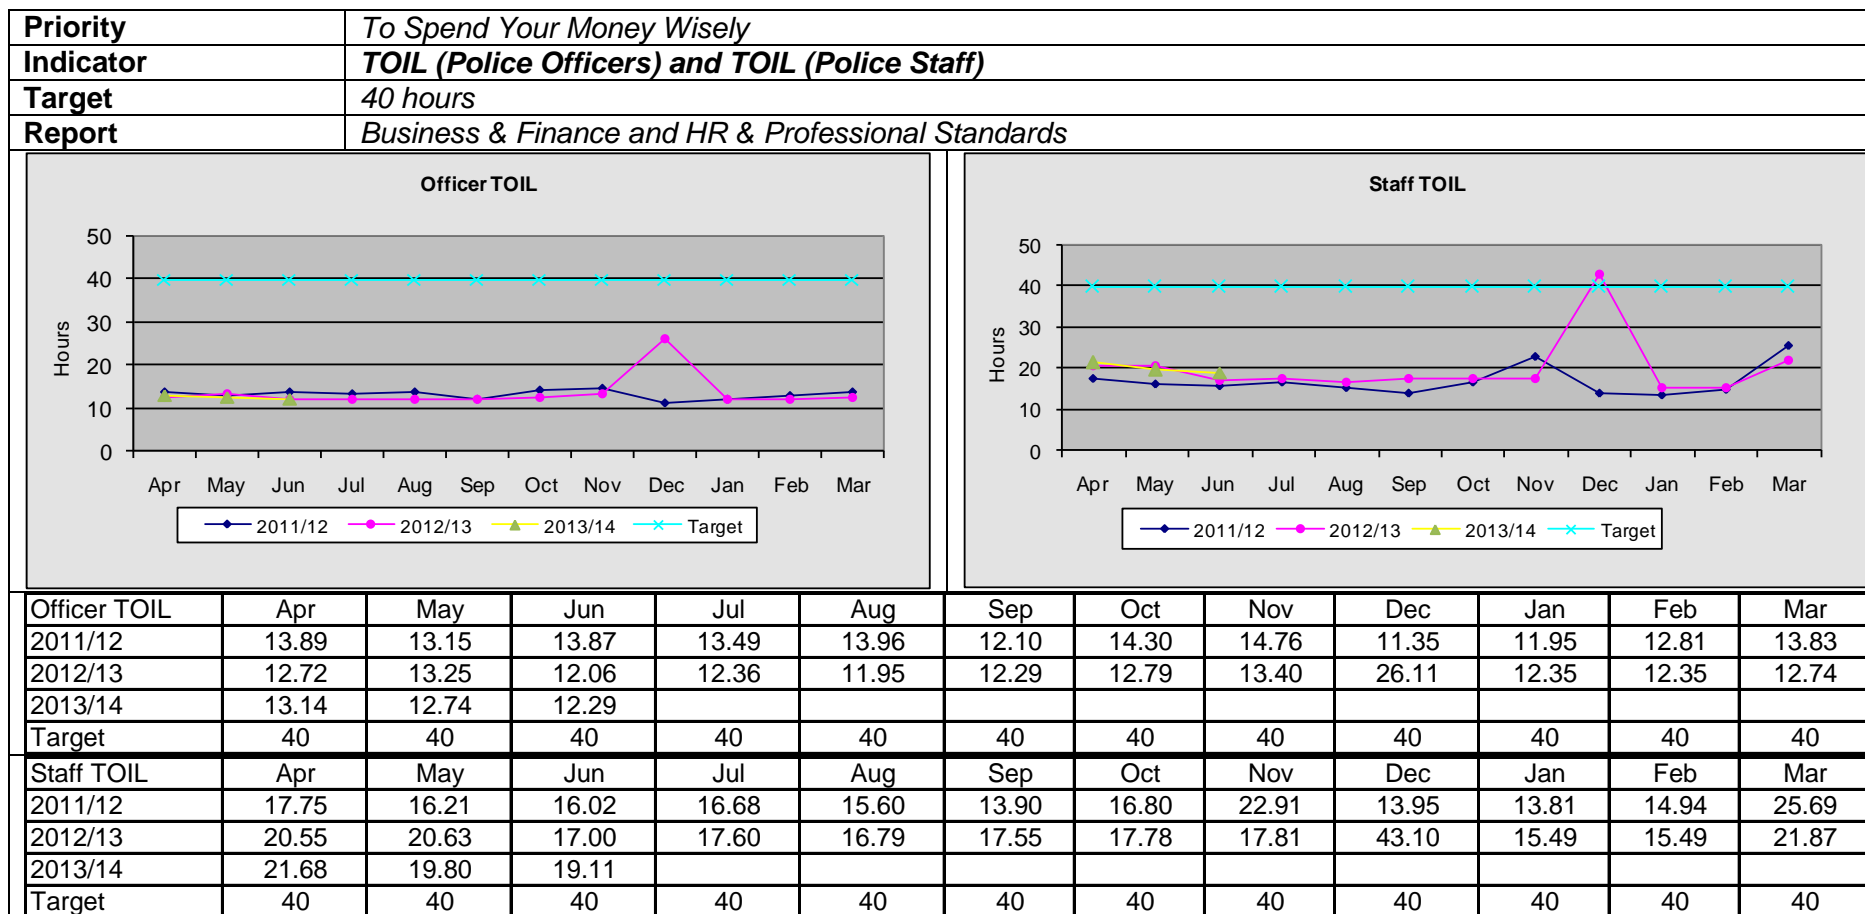 Priority To Spend Your Money Wisely
Indicator TOIL (Police Officers) and TOIL (Police Staff)
Target 40 hours
Report Business & Finance and HR & Professional Standards
Officer TOIL
50
40
30
20
10
0
Hours
Apr May Jun Jul Aug Sep Oct Nov Dec Jan Feb Mar
2011/12 2012/13 2013/14 Target
Staff TOIL
50
40
30
20
10
0
Hours
Apr May Jun Jul Aug Sep Oct Nov Dec Jan Feb Mar
2011/12 2012/13 2013/14 Target
Officer TOIL Apr May Jun Jul Aug Sep Oct Nov Dec Jan Feb Mar
2011/12 13.89 13.15 13.87 13.49 13.96 12.10 14.30 14.76 11.35 11.95 12.81 13.83
2012/13 12.72 13.25 12.06 12.36 11.95 12.29 12.79 13.40 26.11 12.35 12.35 12.74
2013/14 13.14 12.74 12.29
Target 40 40 40 40 40 40 40 40 40 40 40 40
Staff TOIL Apr May Jun Jul Aug Sep Oct Nov Dec Jan Feb Mar
2011/12 17.75 16.21 16.02 16.68 15.60 13.90 16.80 22.91 13.95 13.81 14.94 25.69
2012/13 20.55 20.63 17.00 17.60 16.79 17.55 17.78 17.81 43.10 15.49 15.49 21.87
2013/14 21.68 19.80 19.11
Target 40 40 40 40 40 40 40 40 40 40 40 40